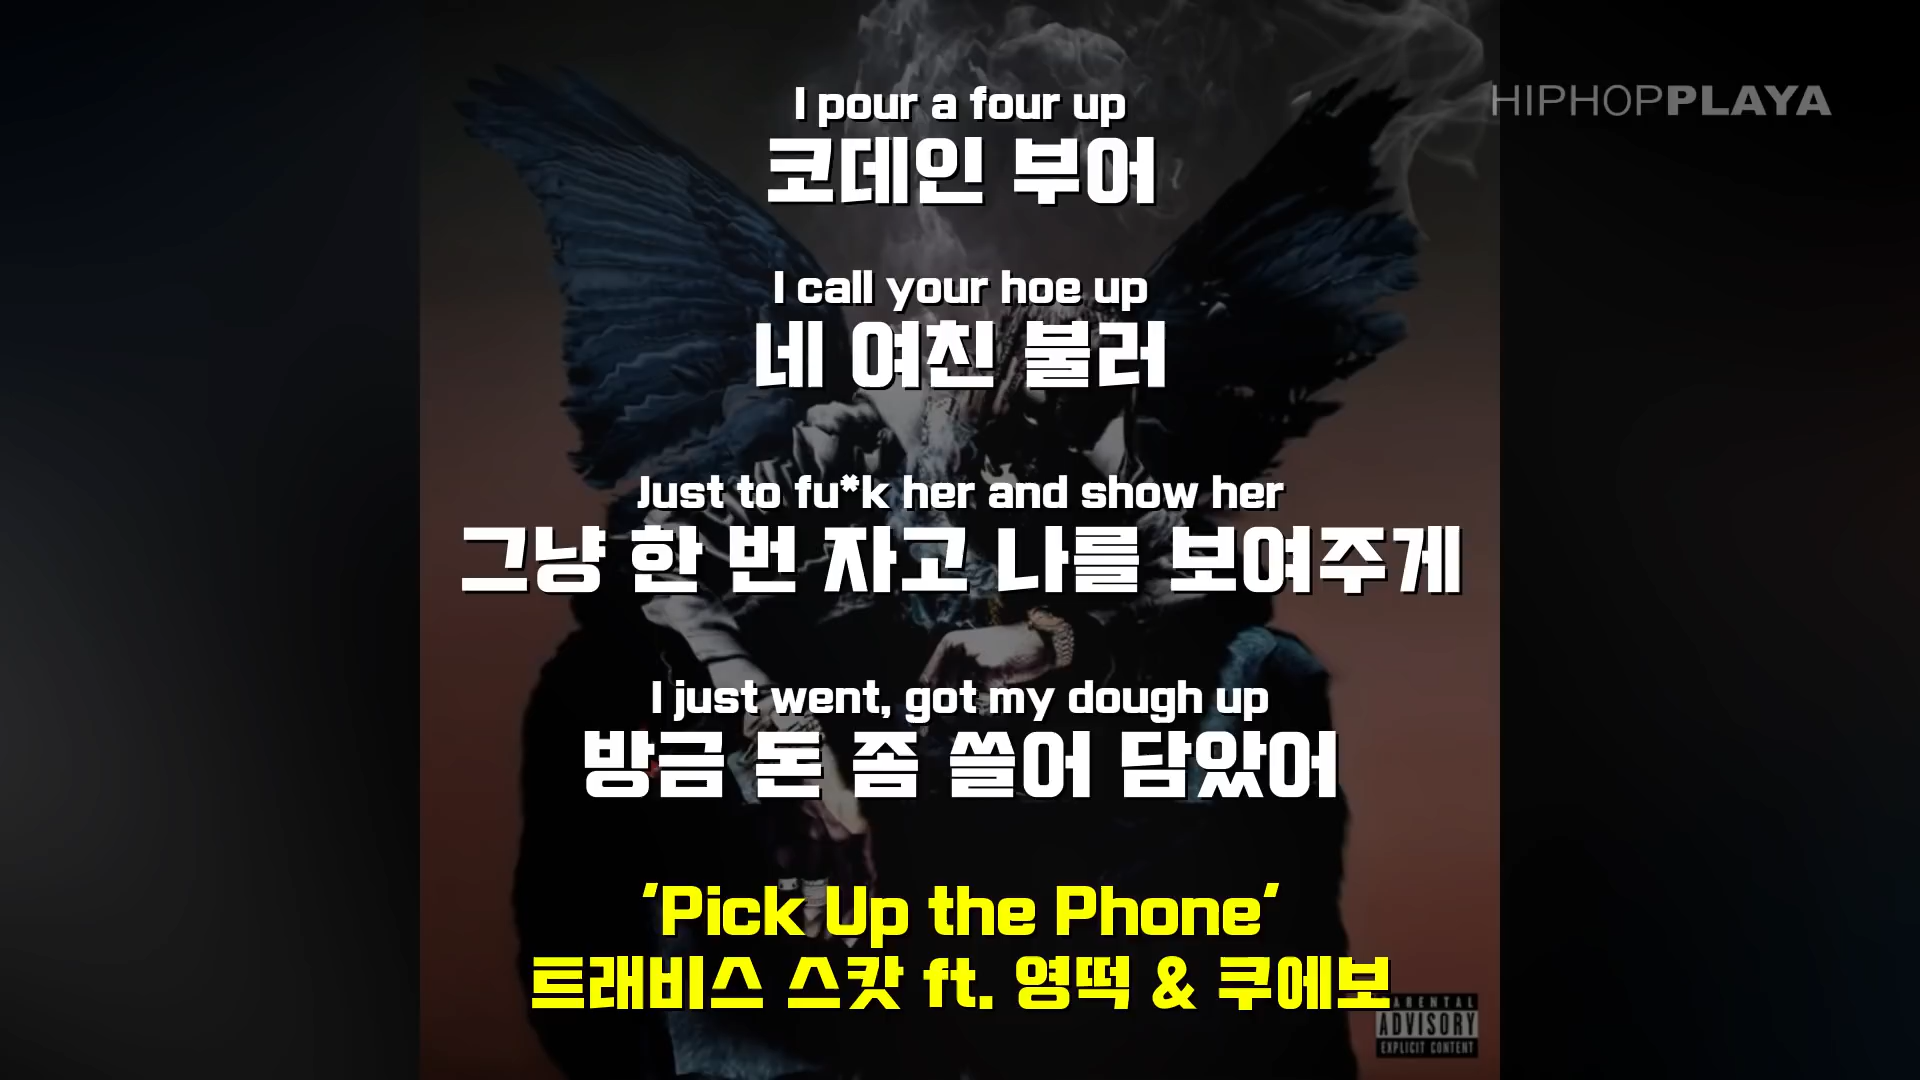 HIPHOPPLAYA
I pour a four up
코데인 부어
I call your hoe up
네 여친 불러
Just to fu*k her and show her
그냥 한 번 자고 나를 보여주게
I just went, got my dough up
방금 돈 좀 쓸어 담았어
'Pick Up the Phone'
트래비스 스캇 ft. 영떡 & 쿠에보
PARENTAL
ADVISORY
EXPLICIT CONTENT